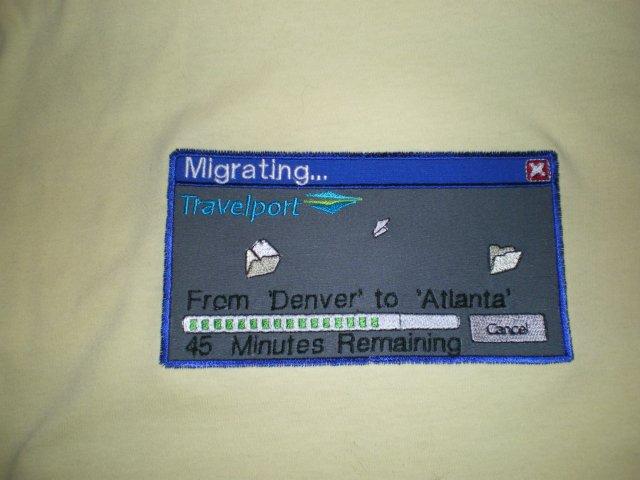 Migrating...
Travelport
From 'Denver' to 'Atlanta'
Cancel
45 Minutes Remaining